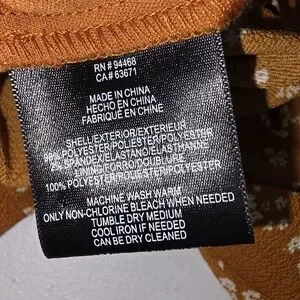 RN # 94468
CA# 63671
MADE IN CHINA
HECHO EN CHINA
FABRIQUÉ EN CHINE
SHELL/EXTERIOR/EXTERIEUR
POLYESTER/POLYESTER/POLYESTER
SPANDEX/ELASTANO/ELASTHANNE
LINING/FORRO/DOUBLURE
100% POLYESTER/POLIESTER/POLYESTER
MACHINE WASH WARM
ONLY NON-CHLORINE BLEACH WHEN NEEDED
TUMBLE DRY MEDIUM
COOL IRON IF NEEDED
CAN BE DRY CLEANED